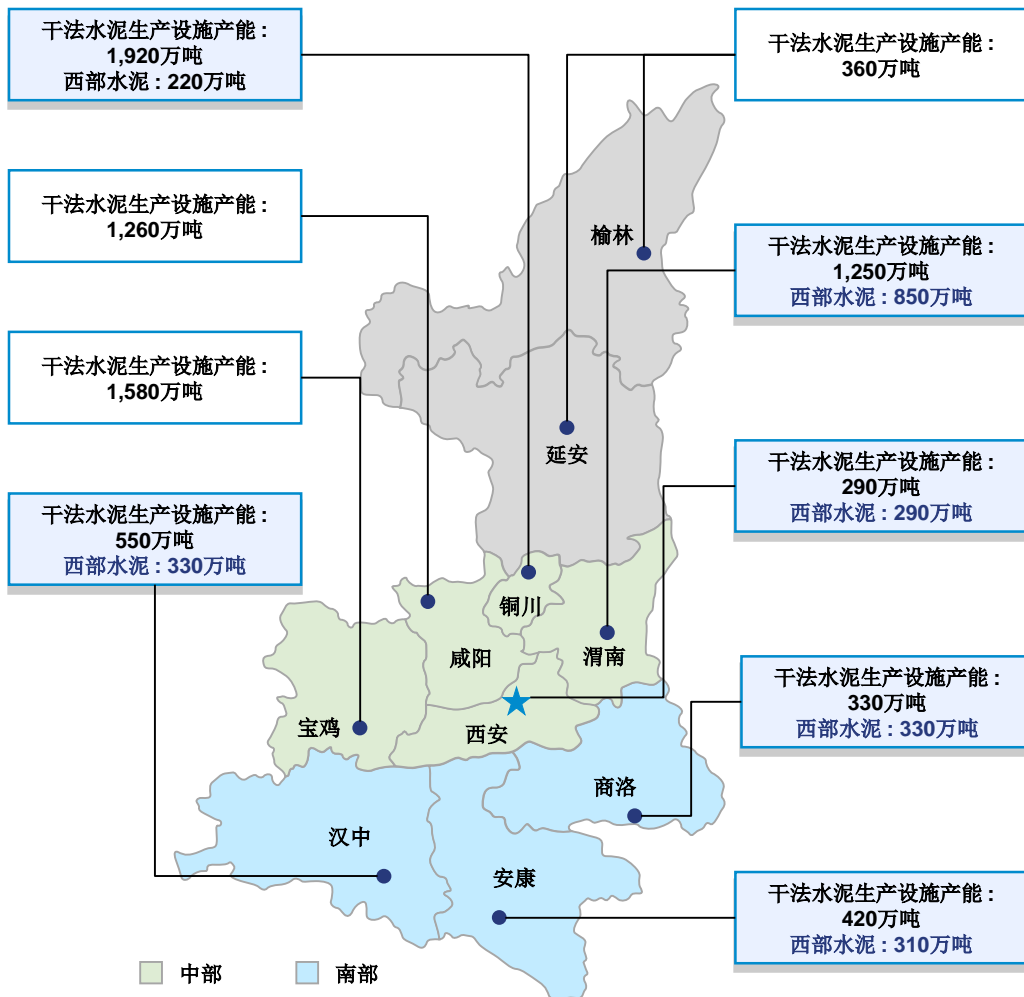 干法水泥生产设施产能 :
1,920万吨
西部水泥 : 220万吨
干法水泥生产设施产能 :
360万吨
干法水泥生产设施产能 :
1,260万吨
榆林
干法水泥生产设施产能 :
1,250万吨
西部水泥 : 850万吨
干法水泥生产设施产能 :
1,580万吨
延安
干法水泥生产设施产能 :
290万吨
西部水泥 : 290万吨
干法水泥生产设施产能 :
550万吨
西部水泥 : 330万吨
铜川
咸阳
渭南
宝鸡
西安
干法水泥生产设施产能 :
330万吨
西部水泥 : 330万吨
商洛
汉中
安康
干法水泥生产设施产能 :
420万吨
西部水泥 : 310万吨
中部
南部